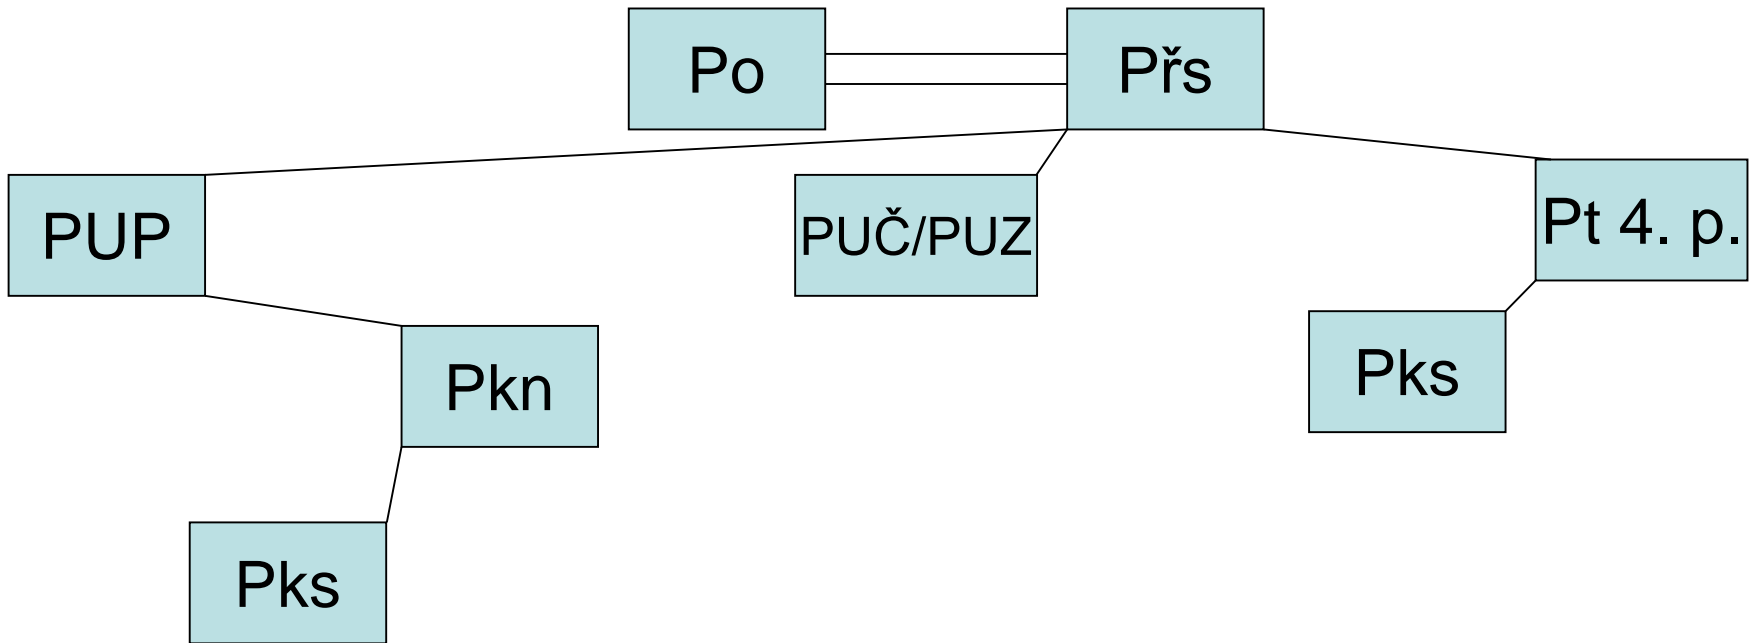 Po
Přs
PUP
PUČ/PUZ
Pt 4. p.
Pkn
Pks
Pks